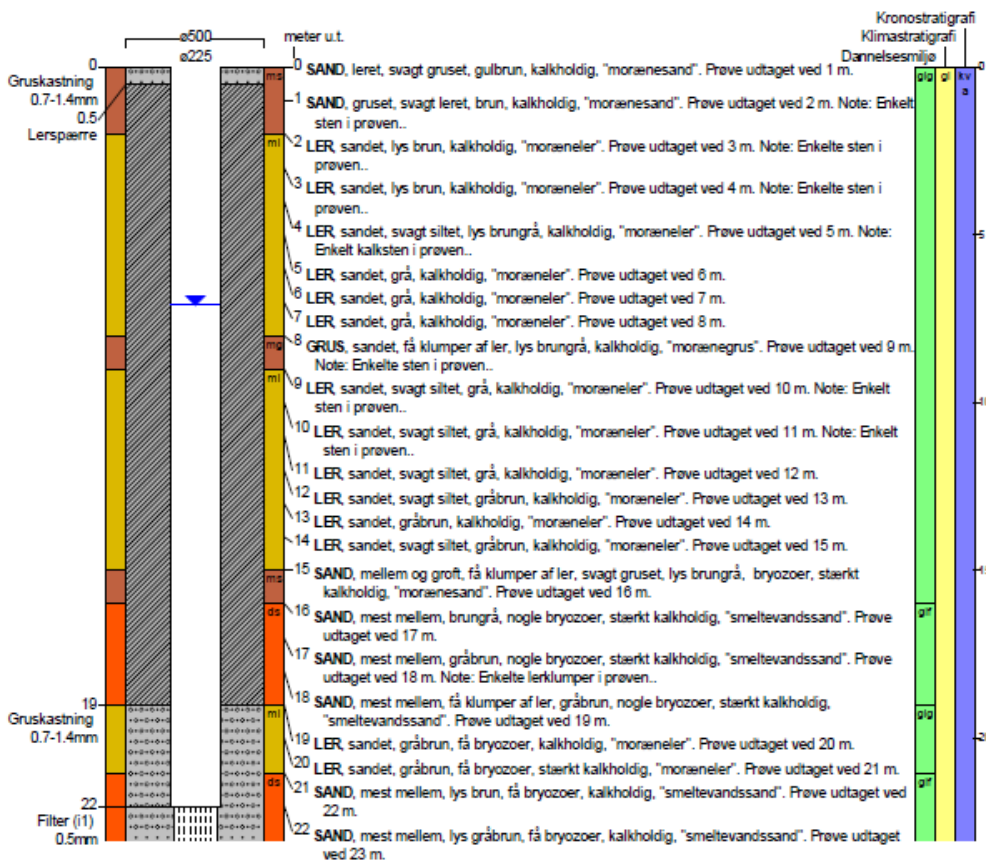 Kronostratigrafi
ø500 meter u.t. Klimastratigrafi
ø225 Dannelsesmiljø
0 0 SAND, leret, svagt gruset, gulbrun, kalkholdig, "morænesand". Prøve udtaget ved 1 m. 0
Gruskastning ms glg gl kv
0.7-1.4mm a
1 SAND, gruset, svagt leret, brun, kalkholdig, "morænesand". Prøve udtaget ved 2 m. Note: Enkelt
0.5 sten i prøven..
Lerspærre
ml 2 LER, sandet, lys brun, kalkholdig, "moræneler". Prøve udtaget ved 3 m. Note: Enkelte sten i
prøven..
3 LER, sandet, lys brun, kalkholdig, "moræneler". Prøve udtaget ved 4 m. Note: Enkelte sten i
prøven..
4 LER, sandet, svagt siltet, lys brungrå, kalkholdig, "moræneler". Prøve udtaget ved 5 m. Note: 5
Enkelt kalksten i prøven..
5 LER, sandet, grå, kalkholdig, "moræneler". Prøve udtaget ved 6 m.
6 LER, sandet, grå, kalkholdig, "moræneler". Prøve udtaget ved 7 m.
7 LER, sandet, grå, kalkholdig, "moræneler". Prøve udtaget ved 8 m.
mg 8 GRUS, sandet, få klumper af ler, lys brungrå, kalkholdig, "morænegrus". Prøve udtaget ved 9 m.
Note: Enkelte sten i prøven..
ml 9 LER, sandet, svagt siltet, grå, kalkholdig, "moræneler". Prøve udtaget ved 10 m. Note: Enkelt
sten i prøven..
10 LER, sandet, svagt siltet, grå, kalkholdig, "moræneler". Prøve udtaget ved 11 m. Note: Enkelt
sten i prøven..
11 LER, sandet, svagt siltet, grå, kalkholdig, "moræneler". Prøve udtaget ved 12 m.
12 LER, sandet, svagt siltet, gråbrun, kalkholdig, "moræneler". Prøve udtaget ved 13 m.
13 LER, sandet, gråbrun, kalkholdig, "moræneler". Prøve udtaget ved 14 m.
14 LER, sandet, svagt siltet, gråbrun, kalkholdig, "moræneler". Prøve udtaget ved 15 m.
ms 15 SAND, mellem og groft, få klumper af ler, svagt gruset, lys brungrå, bryozoer, stærkt
kalkholdig, "morænesand". Prøve udtaget ved 16 m.
ds 16 SAND, mest mellem, brungrå, nogle bryozoer, stærkt kalkholdig, "smeltevandssand". Prøve glf
udtaget ved 17 m.
17 SAND, mest mellem, gråbrun, nogle bryozoer, stærkt kalkholdig, "smeltevandssand". Prøve
udtaget ved 18 m. Note: Enkelte lerklumper i prøven..
18 SAND, mest mellem, få klumper af ler, gråbrun, nogle bryozoer, stærkt kalkholdig,
19 ml "smeltevandssand". Prøve udtaget ved 19 m. glg
Gruskastning
0.7-1.4mm 19 LER, sandet, gråbrun, få bryozoer, kalkholdig, "moræneler". Prøve udtaget ved 20 m.
20 LER, sandet, gråbrun, få bryozoer, stærkt kalkholdig, "moræneler". Prøve udtaget ved 21 m.
ds 21 SAND, mest mellem, lys brun, få bryozoer, kalkholdig, "smeltevandssand". Prøve udtaget ved glf
22 22 m.
Filter (i1) 22 SAND, mest mellem, lys gråbrun, få bryozoer, kalkholdig, "smeltevandssand". Prøve udtaget
0.5mm ved 23 m.